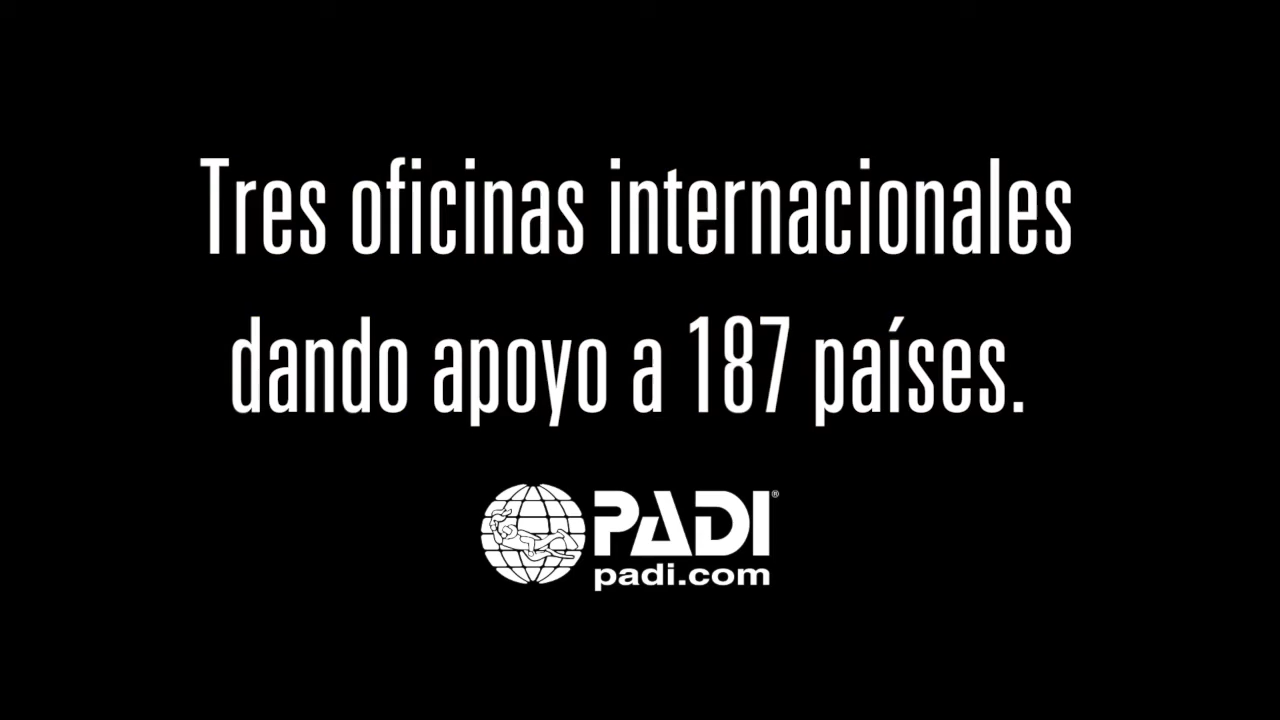 Tres oficinas internacionales
dando apoyo a 187 países.
PADI®
padi.com